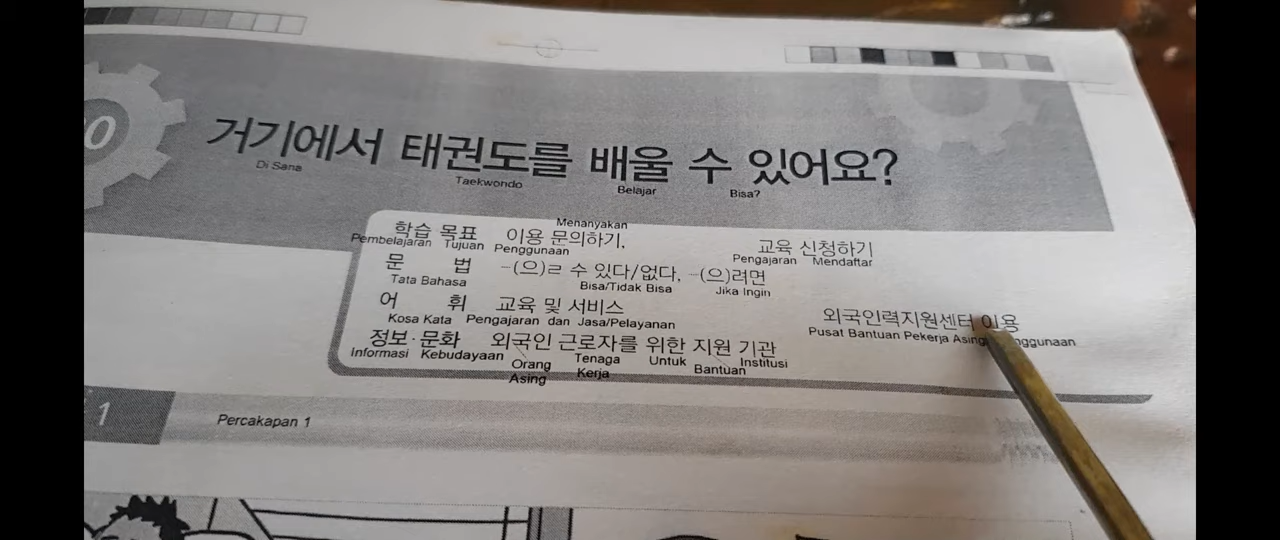 0
거기에서 태권도를 배울 수 있어요?
Di Sana Taekwondo Belajar Bisa?
Menanyakan
학습 목표 이용 문의하기, 교육 신청하기
Pembelajaran Tujuan Penggunaan Pengajaran Mendaftar
문 법 -(으)ㄹ 수 있다/없다, -(으)려면
Tata Bahasa Bisa/Tidak Bisa Jika Ingin
어 휘 교육 및 서비스 외국인력지원센터 이용
Kosa Kata Pengajaran dan Jasa/Pelayanan Pusat Bantuan Pekerja Asing
정보·문화 외국인 근로자를 위한 지원 기관
Informasi Kebudayaan Orang Tenaga Untuk Bantuan Institusi
Asing Kerja
1 Percakapan 1